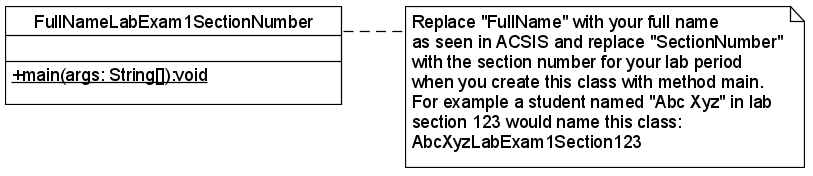 FullNameLabExam1SectionNumber
+main(args: String[]):void
Replace "FullName" with your full name
as seen in ACSIS and replace "SectionNumber"
with the section number for your lab period
when you create this class with method main.
For example a student named "Abc Xyz" in lab
section 123 would name this class:
AbcXyzLabExam1Section123